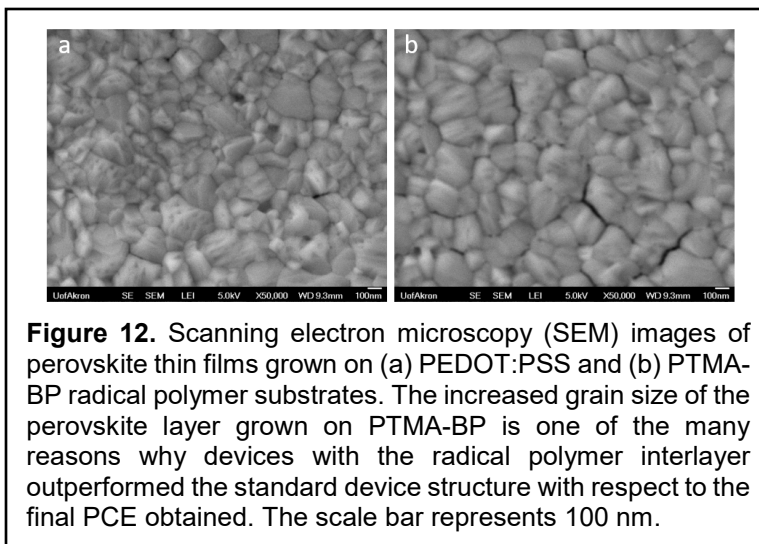 a
b
UofAkron SE SEM LEI 5.0kV X50,000 WD 9.3mm 100nm
UofAkron SE SEM LEI 5.0kV X50,000 WD 9.3mm 100nm
Figure 12. Scanning electron microscopy (SEM) images of
perovskite thin films grown on (a) PEDOT:PSS and (b) PTMA-
BP radical polymer substrates. The increased grain size of the
perovskite layer grown on PTMA-BP is one of the many
reasons why devices with the radical polymer interlayer
outperformed the standard device structure with respect to the
final PCE obtained. The scale bar represents 100 nm.